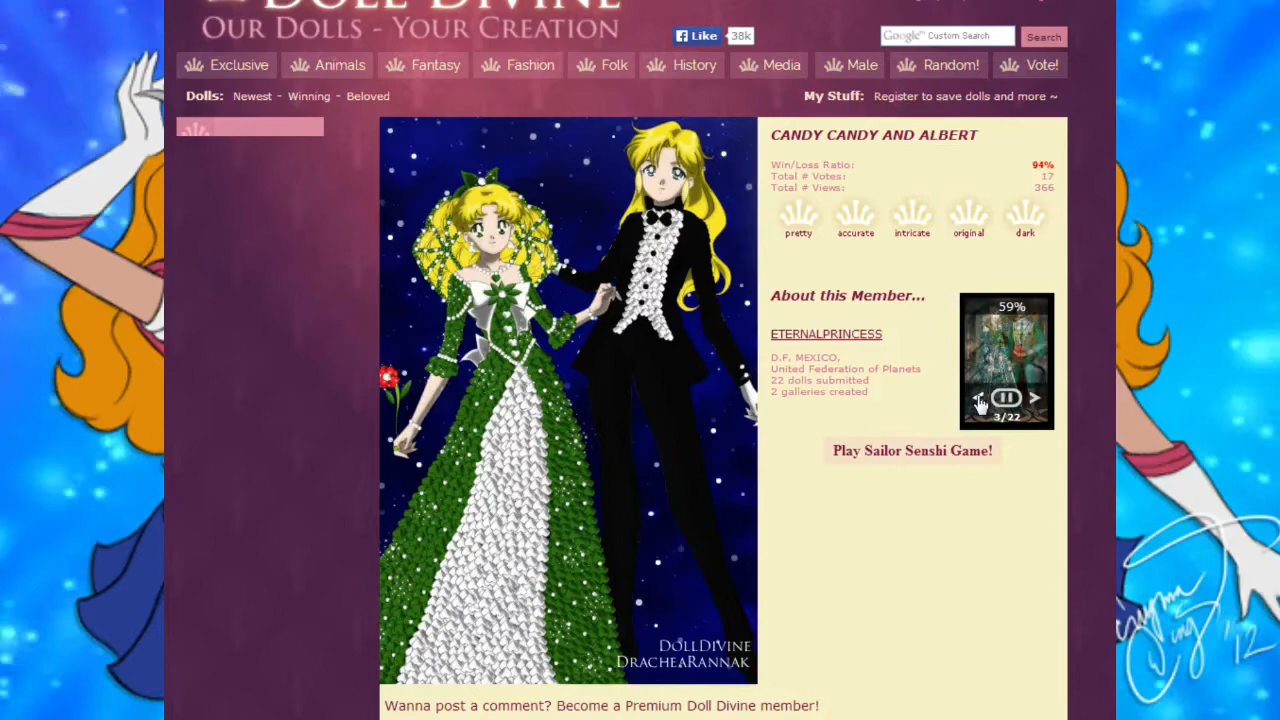 DOLL DIVINE
OUR DOLLS - YOUR CREATION
Like 38k
Google™ Custom Search
Search
Exclusive Animals Fantasy Fashion Folk History Media Male Random! Vote!
Dolls: Newest - Winning - Beloved
My Stuff: Register to save dolls and more ~
CANDY CANDY AND ALBERT
Win/Loss Ratio: 94%
Total # Votes: 17
Total # Views: 366
pretty accurate intricate original dark
About this Member...
59%
ETERNALPRINCESS
D.F, MEXICO,
United Federation of Planets
22 dolls submitted
2 galleries created
3/22
Play Sailor Senshi Game!
DOLLDIVINE
DRACHEARANNAK
Wanna post a comment? Become a Premium Doll Divine member!
'12